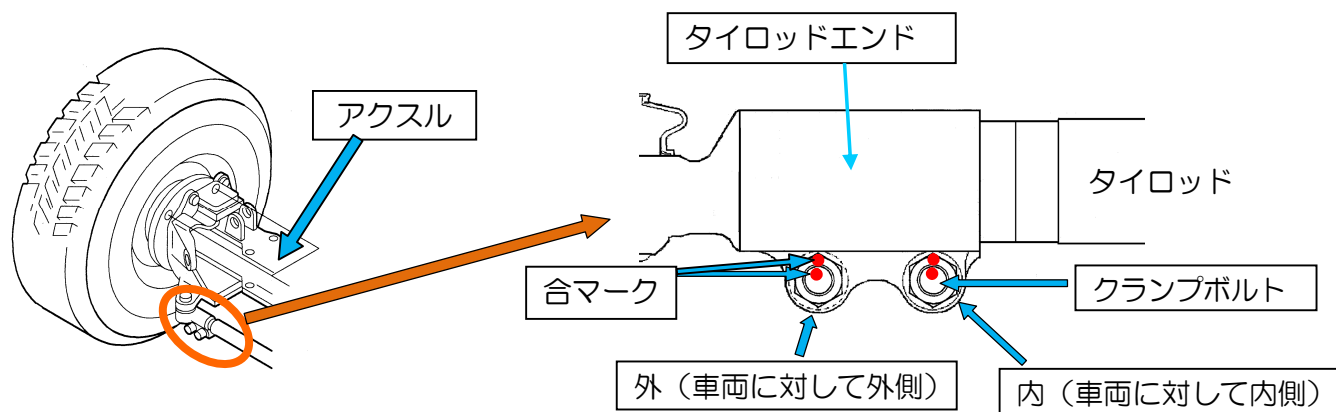 タイロッドエンド
アクスル
タイロッド
合マーク
クランプボルト
外（車両に対して外側）
内（車両に対して内側）